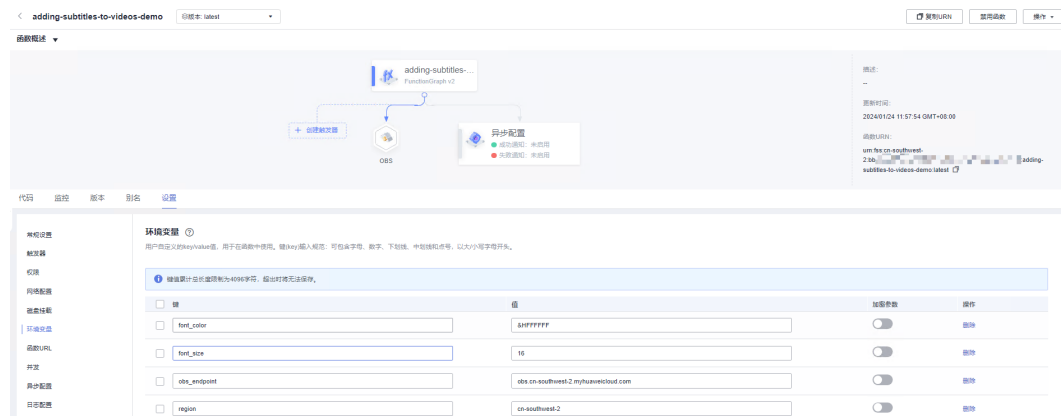 adding-subtitles-to-videos-demo
版本: latest
复制URN
禁用函数
操作
函数概述
adding-subtitles-...
FunctionGraph v2
创建触发器
OBS
异步配置
成功通知: 未启用
失败通知: 未启用
描述:
--
更新时间:
2024/01/24 11:57:54 GMT+08:00
函数URN:
urn:fss:cn-southwest-
2:bb adding-
subtitles-to-videos-demo:latest
代码 监控 版本 别名 设置
常规设置
触发器
权限
网络配置
磁盘挂载
环境变量
函数URL
并发
异步配置
日志配置
环境变量
用户自定义的key/value值，用于在函数中使用。键(key)输入规范：可包含字母、数字、下划线、中划线和点号，以大/小写字母开头。
键值累计总长度限制为4096字符，超出时将无法保存。
键 值 加密参数 操作
font_color &HFFFFFF 删除
font_size 16 删除
obs_endpoint obs.cn-southwest-2.myhuaweicloud.com 删除
region cn-southwest-2 删除